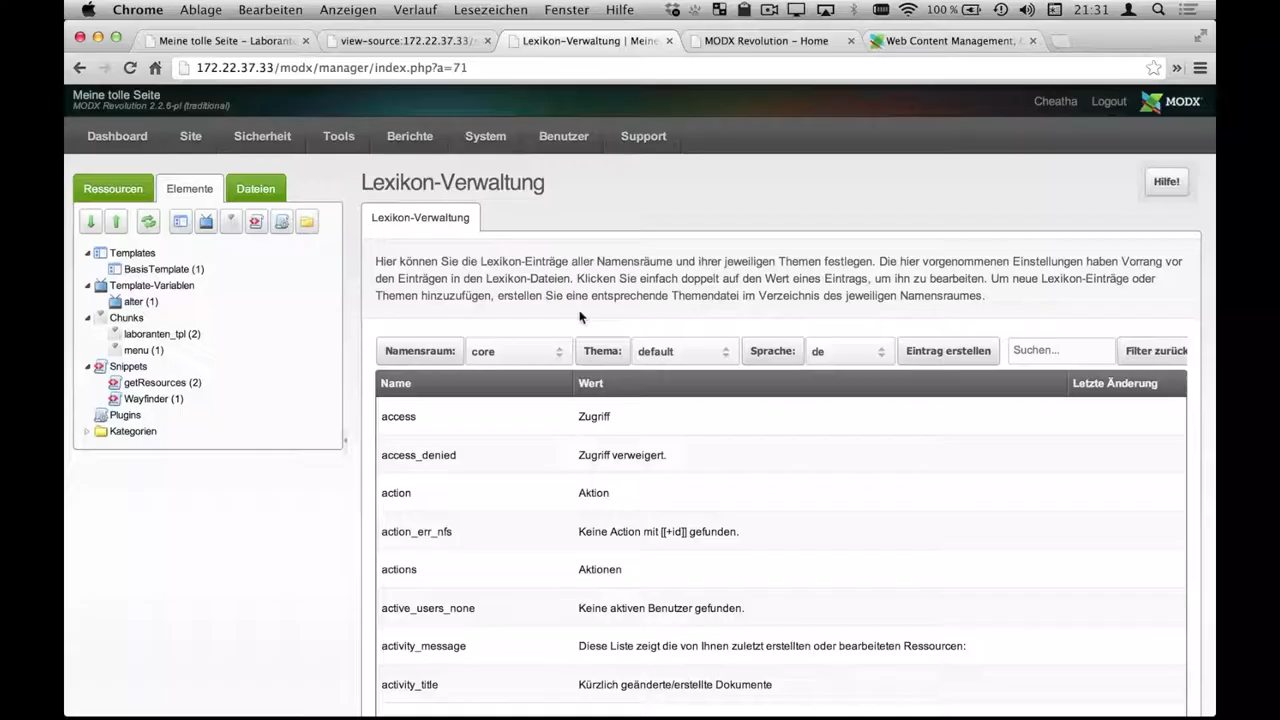 Chrome Ablage Bearbeiten Anzeigen Verlauf Lesezeichen Fenster Hilfe 100 % 21:31
Meine tolle Seite – Laborant view-source:172.22.37.33/ Lexikon-Verwaltung | Meine MODX Revolution – Home Web Content Management,
172.22.37.33/modx/manager/index.php?a=71
Meine tolle Seite
MODX Revolution 2.2.6-pl (traditional)
Cheatha Logout MODX
Dashboard Site Sicherheit Tools Berichte System Benutzer Support
Ressourcen Elemente Dateien
Templates
BasisTemplate (1)
Template-Variablen
alter (1)
Chunks
laboranten_tpl (2)
menu (1)
Snippets
getResources (2)
Wayfinder (1)
Plugins
Kategorien
Lexikon-Verwaltung
Hilfe!
Lexikon-Verwaltung
Hier können Sie die Lexikon-Einträge aller Namensräume und ihrer jeweiligen Themen festlegen. Die hier vorgenommenen Einstellungen haben Vorrang vor
den Einträgen in den Lexikon-Dateien. Klicken Sie einfach doppelt auf den Wert eines Eintrags, um ihn zu bearbeiten. Um neue Lexikon-Einträge oder
Themen hinzuzufügen, erstellen Sie eine entsprechende Themendatei im Verzeichnis des jeweiligen Namensraumes.
Namensraum: core Thema: default Sprache: de Eintrag erstellen Suchen... Filter zurück
Name Wert Letzte Änderung
access Zugriff
access_denied Zugriff verweigert.
action Aktion
action_err_nfs Keine Action mit [[+id]] gefunden.
actions Aktionen
active_users_none Keine aktiven Benutzer gefunden.
activity_message Diese Liste zeigt die von Ihnen zuletzt erstellten oder bearbeiteten Ressourcen:
activity_title Kürzlich geänderte/erstellte Dokumente